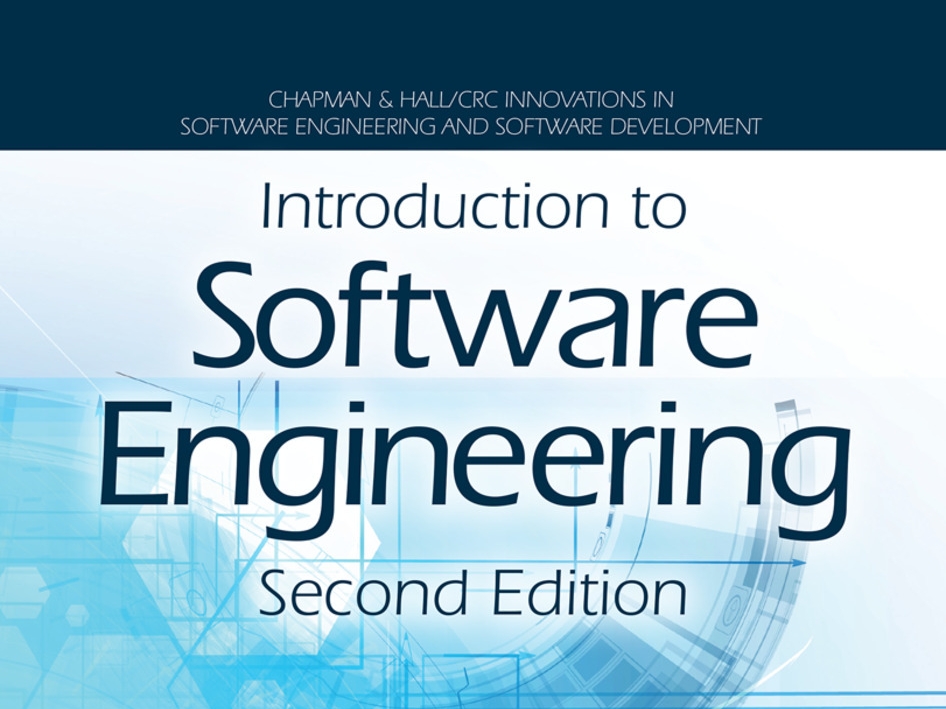 CHAPMAN & HALL/CRC INNOVATIONS IN
SOFTWARE ENGINEERING AND SOFTWARE DEVELOPMENT
Introduction to
Software
Engineering
Second Edition